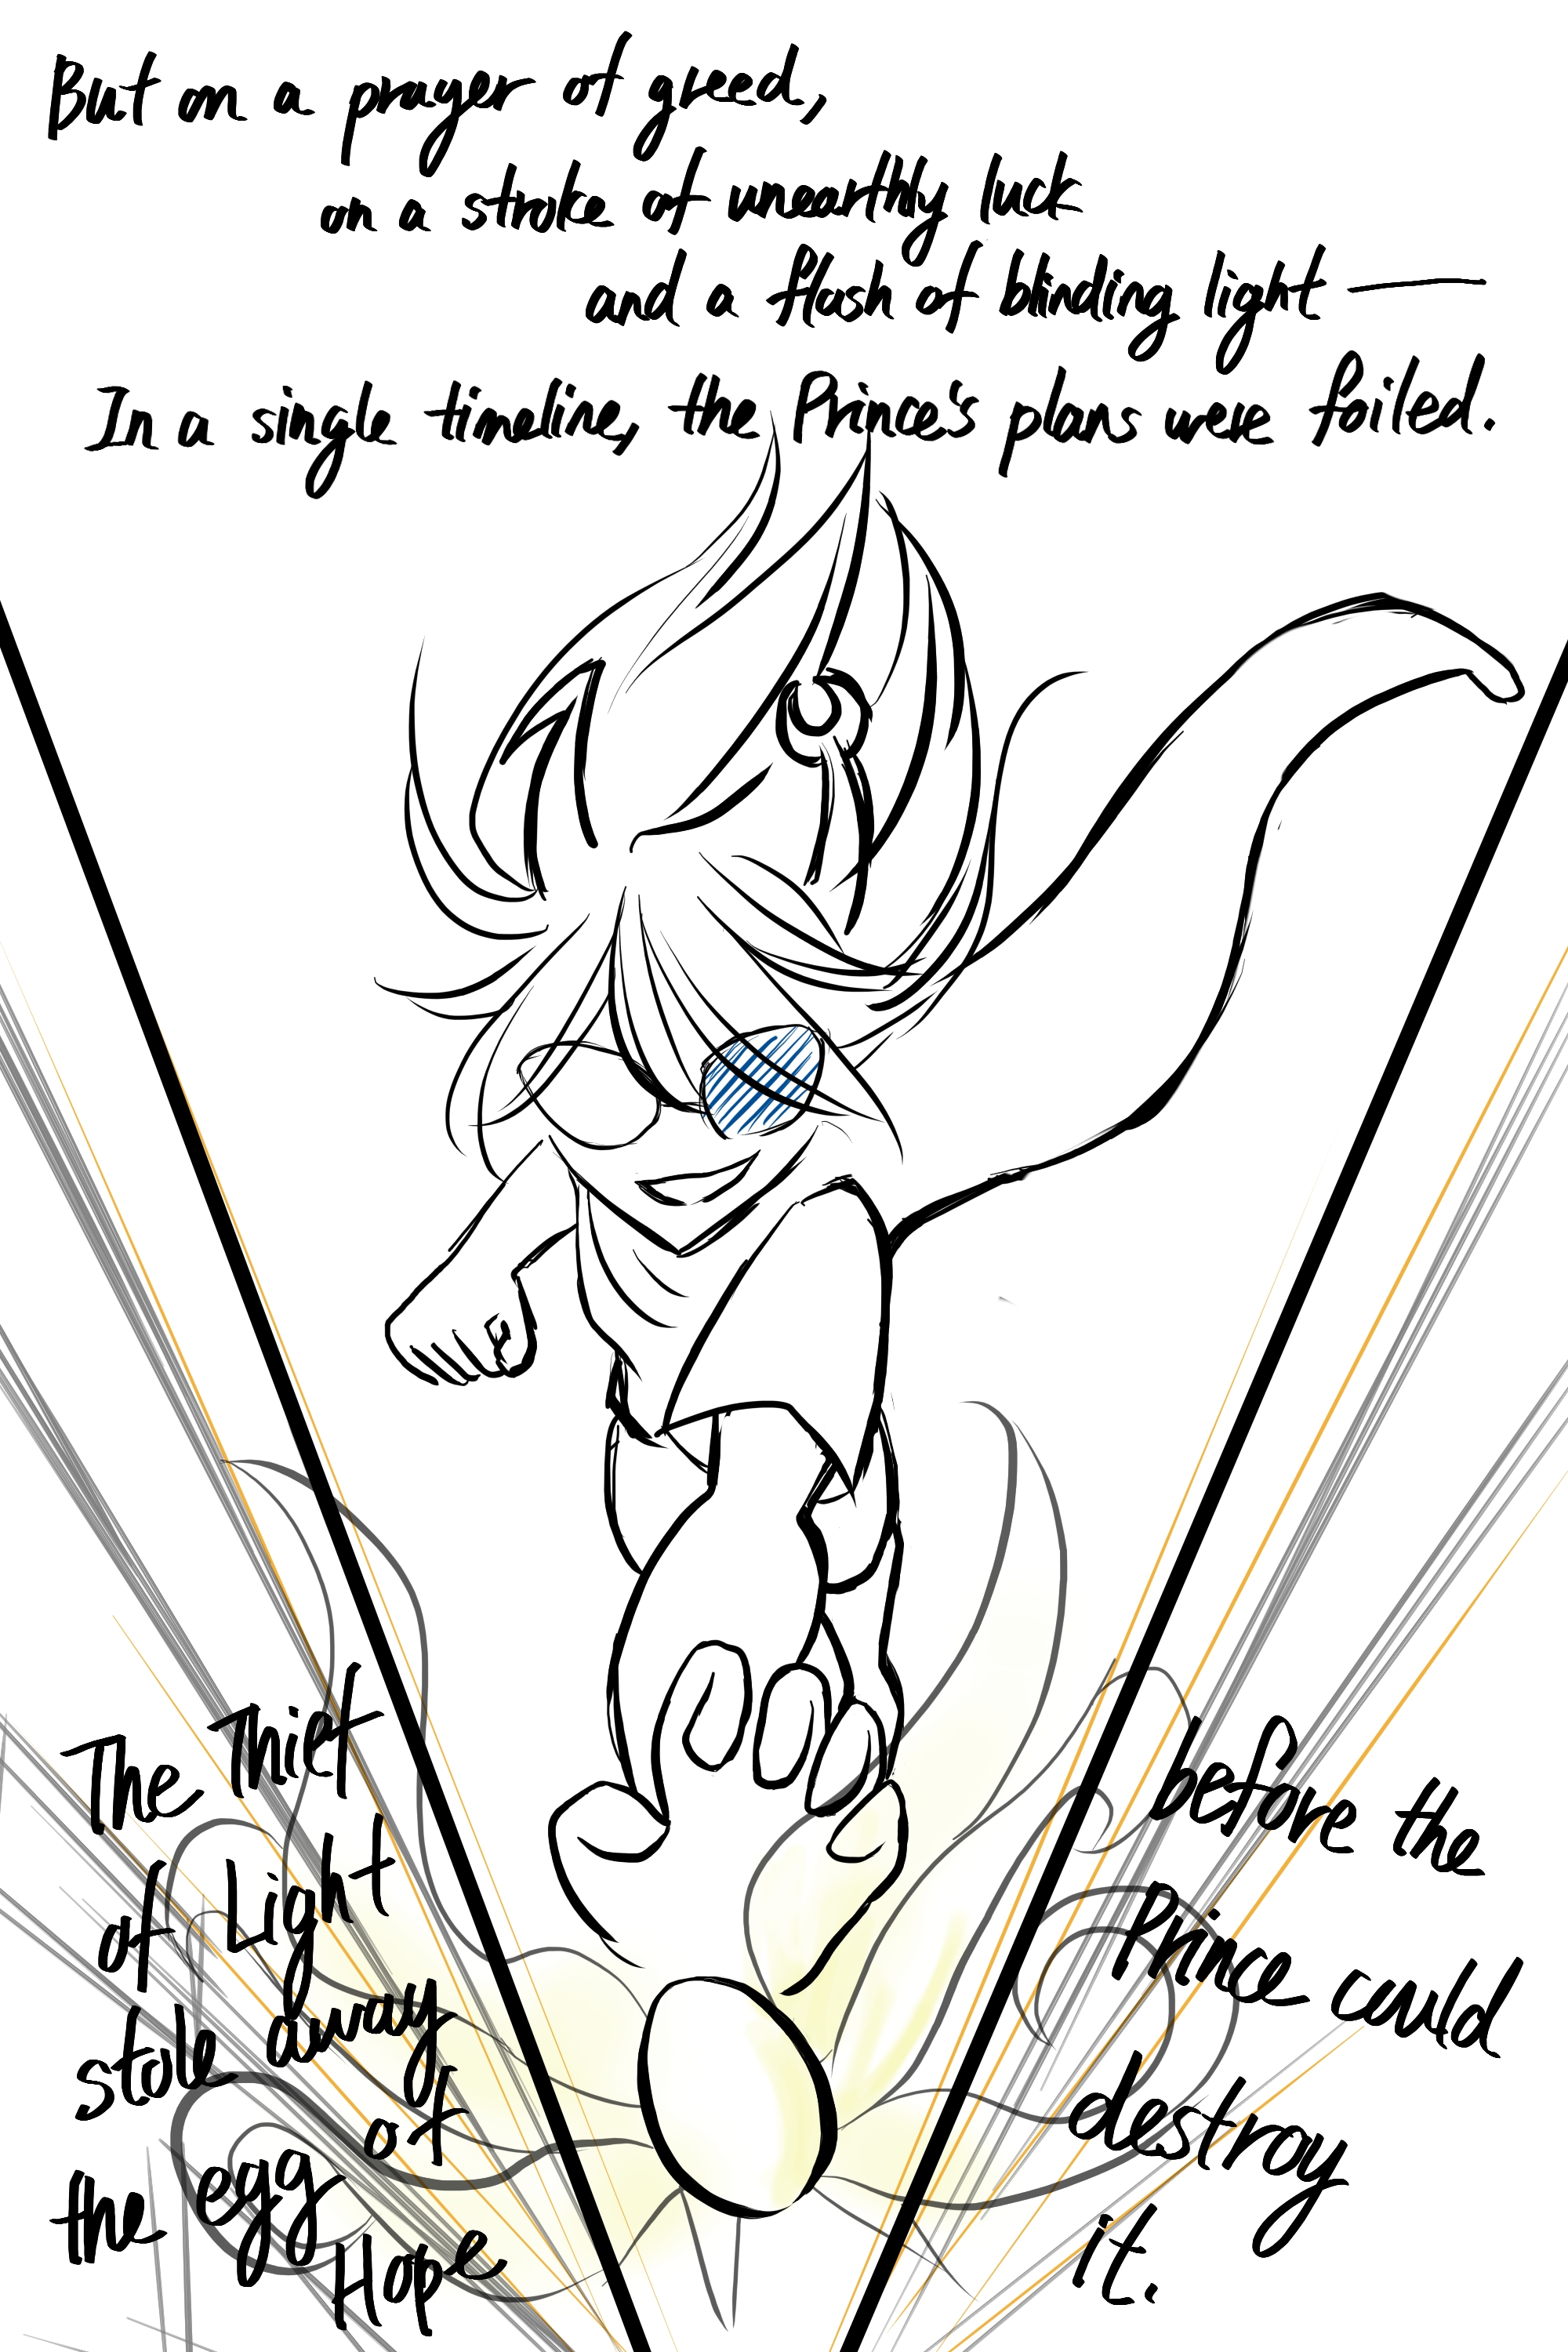 But on a prayer of greed,
on a stroke of unearthly luck
and a flash of blinding light—
In a single timeline, the Prince's plans were foiled.
The Thief
of Light
stole away
of
the egg
Hope
before the
Prince could
destroy
it.